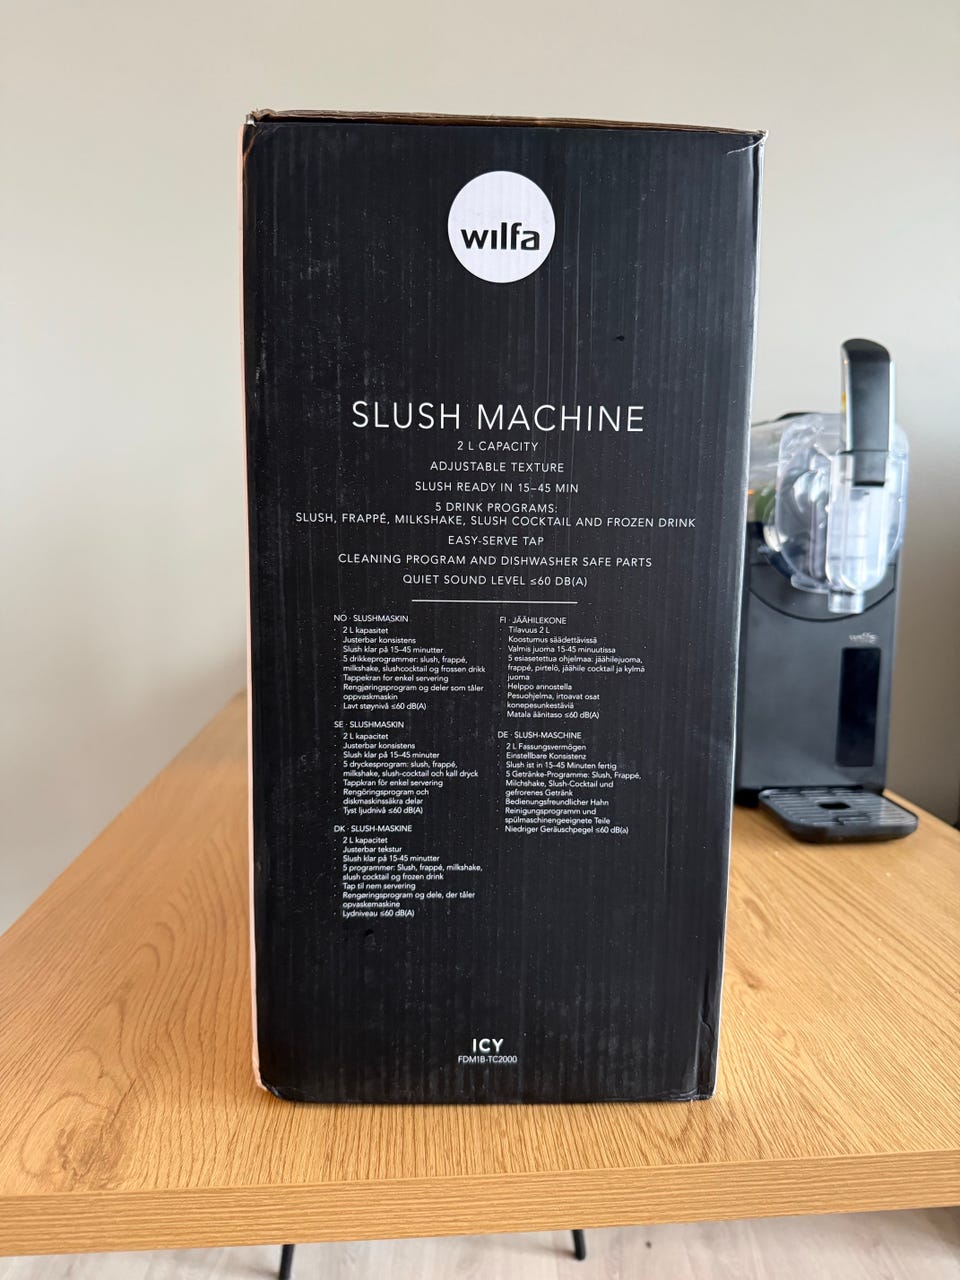 wilfa
SLUSH MACHINE
2 L CAPACITY
ADJUSTABLE TEXTURE
SLUSH READY IN 15–45 MIN
5 DRINK PROGRAMS:
SLUSH, FRAPPÉ, MILKSHAKE, SLUSH COCKTAIL AND FROZEN DRINK
EASY-SERVE TAP
CLEANING PROGRAM AND DISHWASHER SAFE PARTS
QUIET SOUND LEVEL ≤60 DB(A)
NO · SLUSHMASKIN
· 2 L kapasitet
· Justerbar konsistens
· Slush klar på 15–45 minutter
· 5 drikkeprogrammer: slush, frappé,
milkshake, slushcocktail og frossen drikk
· Tappekran for enkel servering
· Rengjøringsprogram og deler som tåler
oppvaskmaskin
· Lavt støynivå ≤60 dB(A)
SE · SLUSHMASKIN
· 2 L kapacitet
· Justerbar konsistens
· Slush klar på 15–45 minuter
· 5 dryckesprogram: slush, frappé,
milkshake, slush-cocktail och kall dryck
· Tappkran för enkel servering
· Rengöringsprogram och
diskmaskinssäkra delar
· Tyst ljudnivå ≤60 dB(A)
DK · SLUSH-MASKINE
· 2 L kapacitet
· Justerbar tekstur
· Slush klar på 15-45 minutter
· 5 programmer: Slush, frappé, milkshake,
slush cocktail og frozen drink
· Tap til nem servering
· Rengøringsprogram og dele, der tåler
opvaskemaskine
· Lydniveau ≤60 dB(A)
FI · JÄÄHILEKONE
· Tilavuus 2 L
· Koostumus säädettävissä
· Valmis juoma 15-45 minuutissa
· 5 esiasetettua ohjelmaa: jäähilejuoma,
frappé, pirtelö, jäähile cocktail ja kylmä
juoma
· Helppo annostella
· Pesuohjelma, irtoavat osat
konepesunkestäviä
· Matala äänitaso ≤60 dB(A)
DE · SLUSH-MASCHINE
· 2 L Fassungsvermögen
· Einstellbare Konsistenz
· Slush ist in 15–45 Minuten fertig
· 5 Getränke-Programme: Slush, Frappé,
Milchshake, Slush-Cocktail und
gefrorenes Getränk
· Bedienungsfreundlicher Hahn
· Reinigungsprogramm und
spülmaschinengeeignete Teile
· Niedriger Geräuschpegel ≤60 dB(a)
ICY
FDM1B-TC2000
wilfa